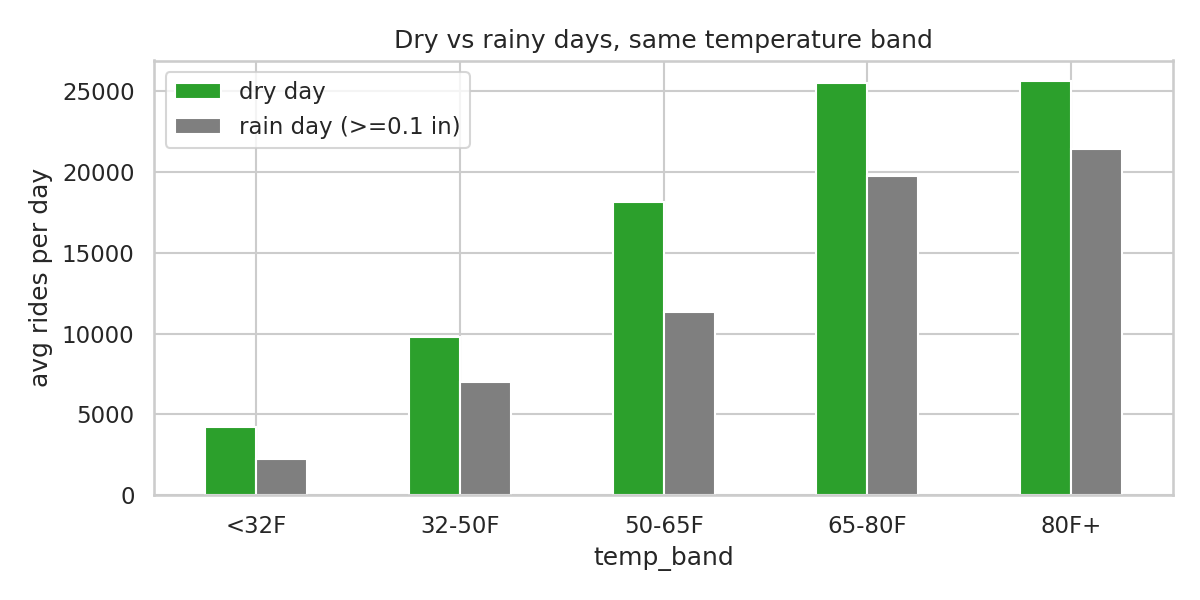 Dry vs rainy days, same temperature band
dry day
rain day (>=0.1 in)
avg rides per day
25000
20000
15000
10000
5000
0
<32F
32-50F
50-65F
65-80F
80F+
temp_band